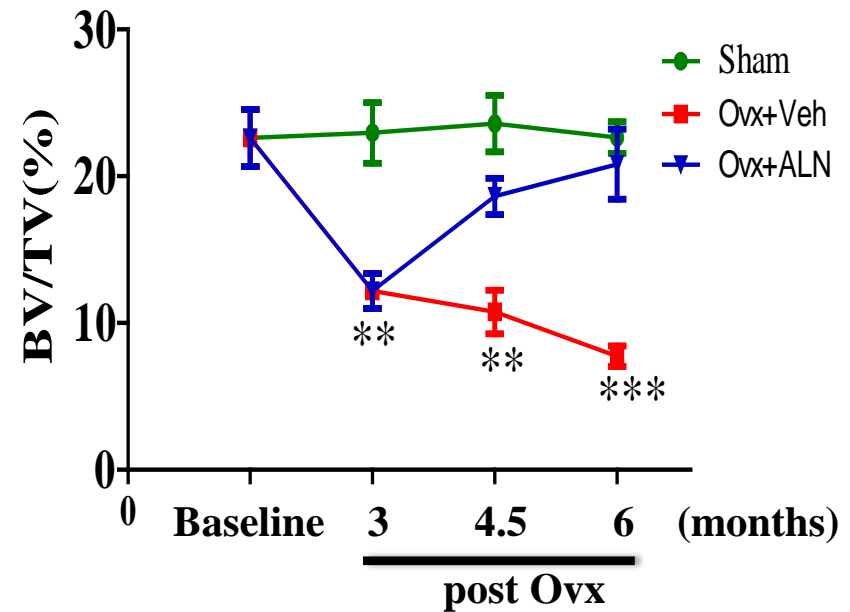 30
20
10
0
BV/TV(%)
Sham
Ovx+Veh
Ovx+ALN
**
**
***
0 Baseline 3 4.5 6 (months)
post Ovx